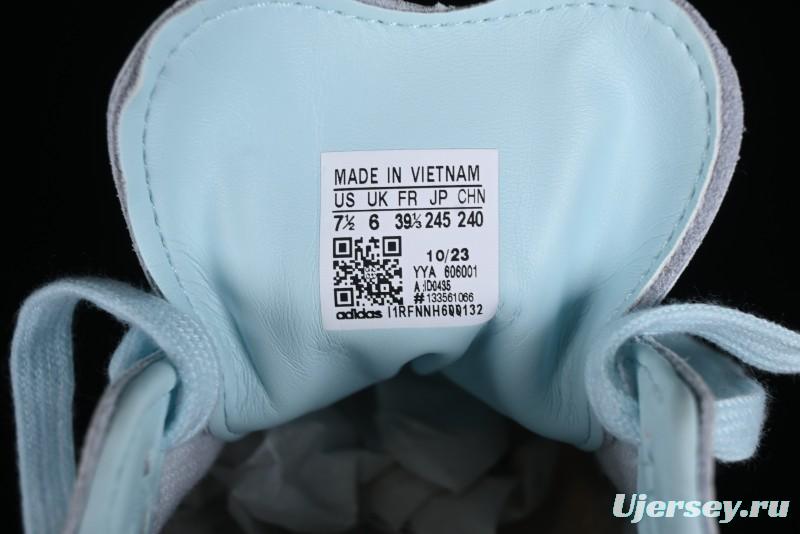 MADE IN VIETNAM
US UK FR JP CHN
7½ 6 39⅓ 245 240
10/23
YYA 606001
A:ID0435
#133561066
adidas I1RFNNH600132
Ujersey.ru